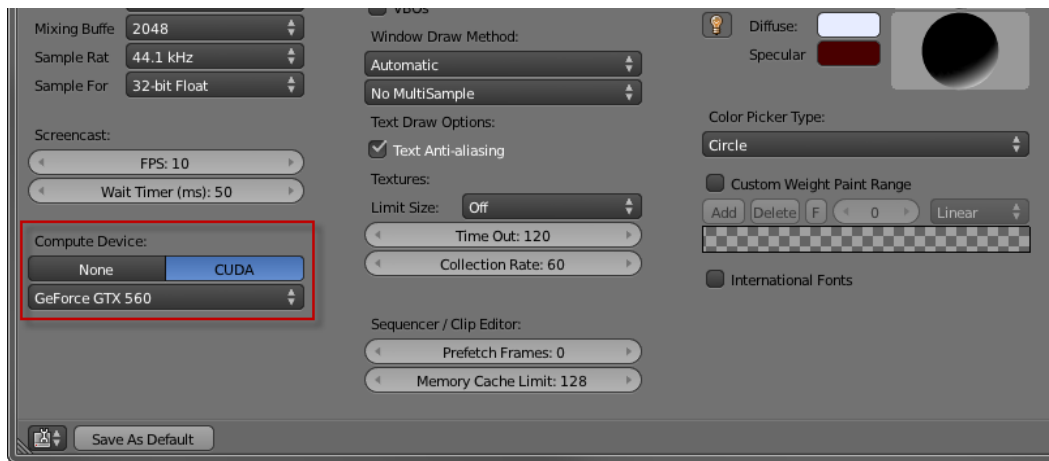 VBOs
Mixing Buffe 2048
Sample Rat 44.1 kHz
Sample For 32-bit Float
Screencast:
FPS: 10
Wait Timer (ms): 50
Compute Device:
None CUDA
GeForce GTX 560
Window Draw Method:
Automatic
No MultiSample
Text Draw Options:
Text Anti-aliasing
Textures:
Limit Size: Off
Time Out: 120
Collection Rate: 60
Sequencer / Clip Editor:
Prefetch Frames: 0
Memory Cache Limit: 128
Diffuse:
Specular
Color Picker Type:
Circle
Custom Weight Paint Range
Add Delete F 0 Linear
International Fonts
Save As Default